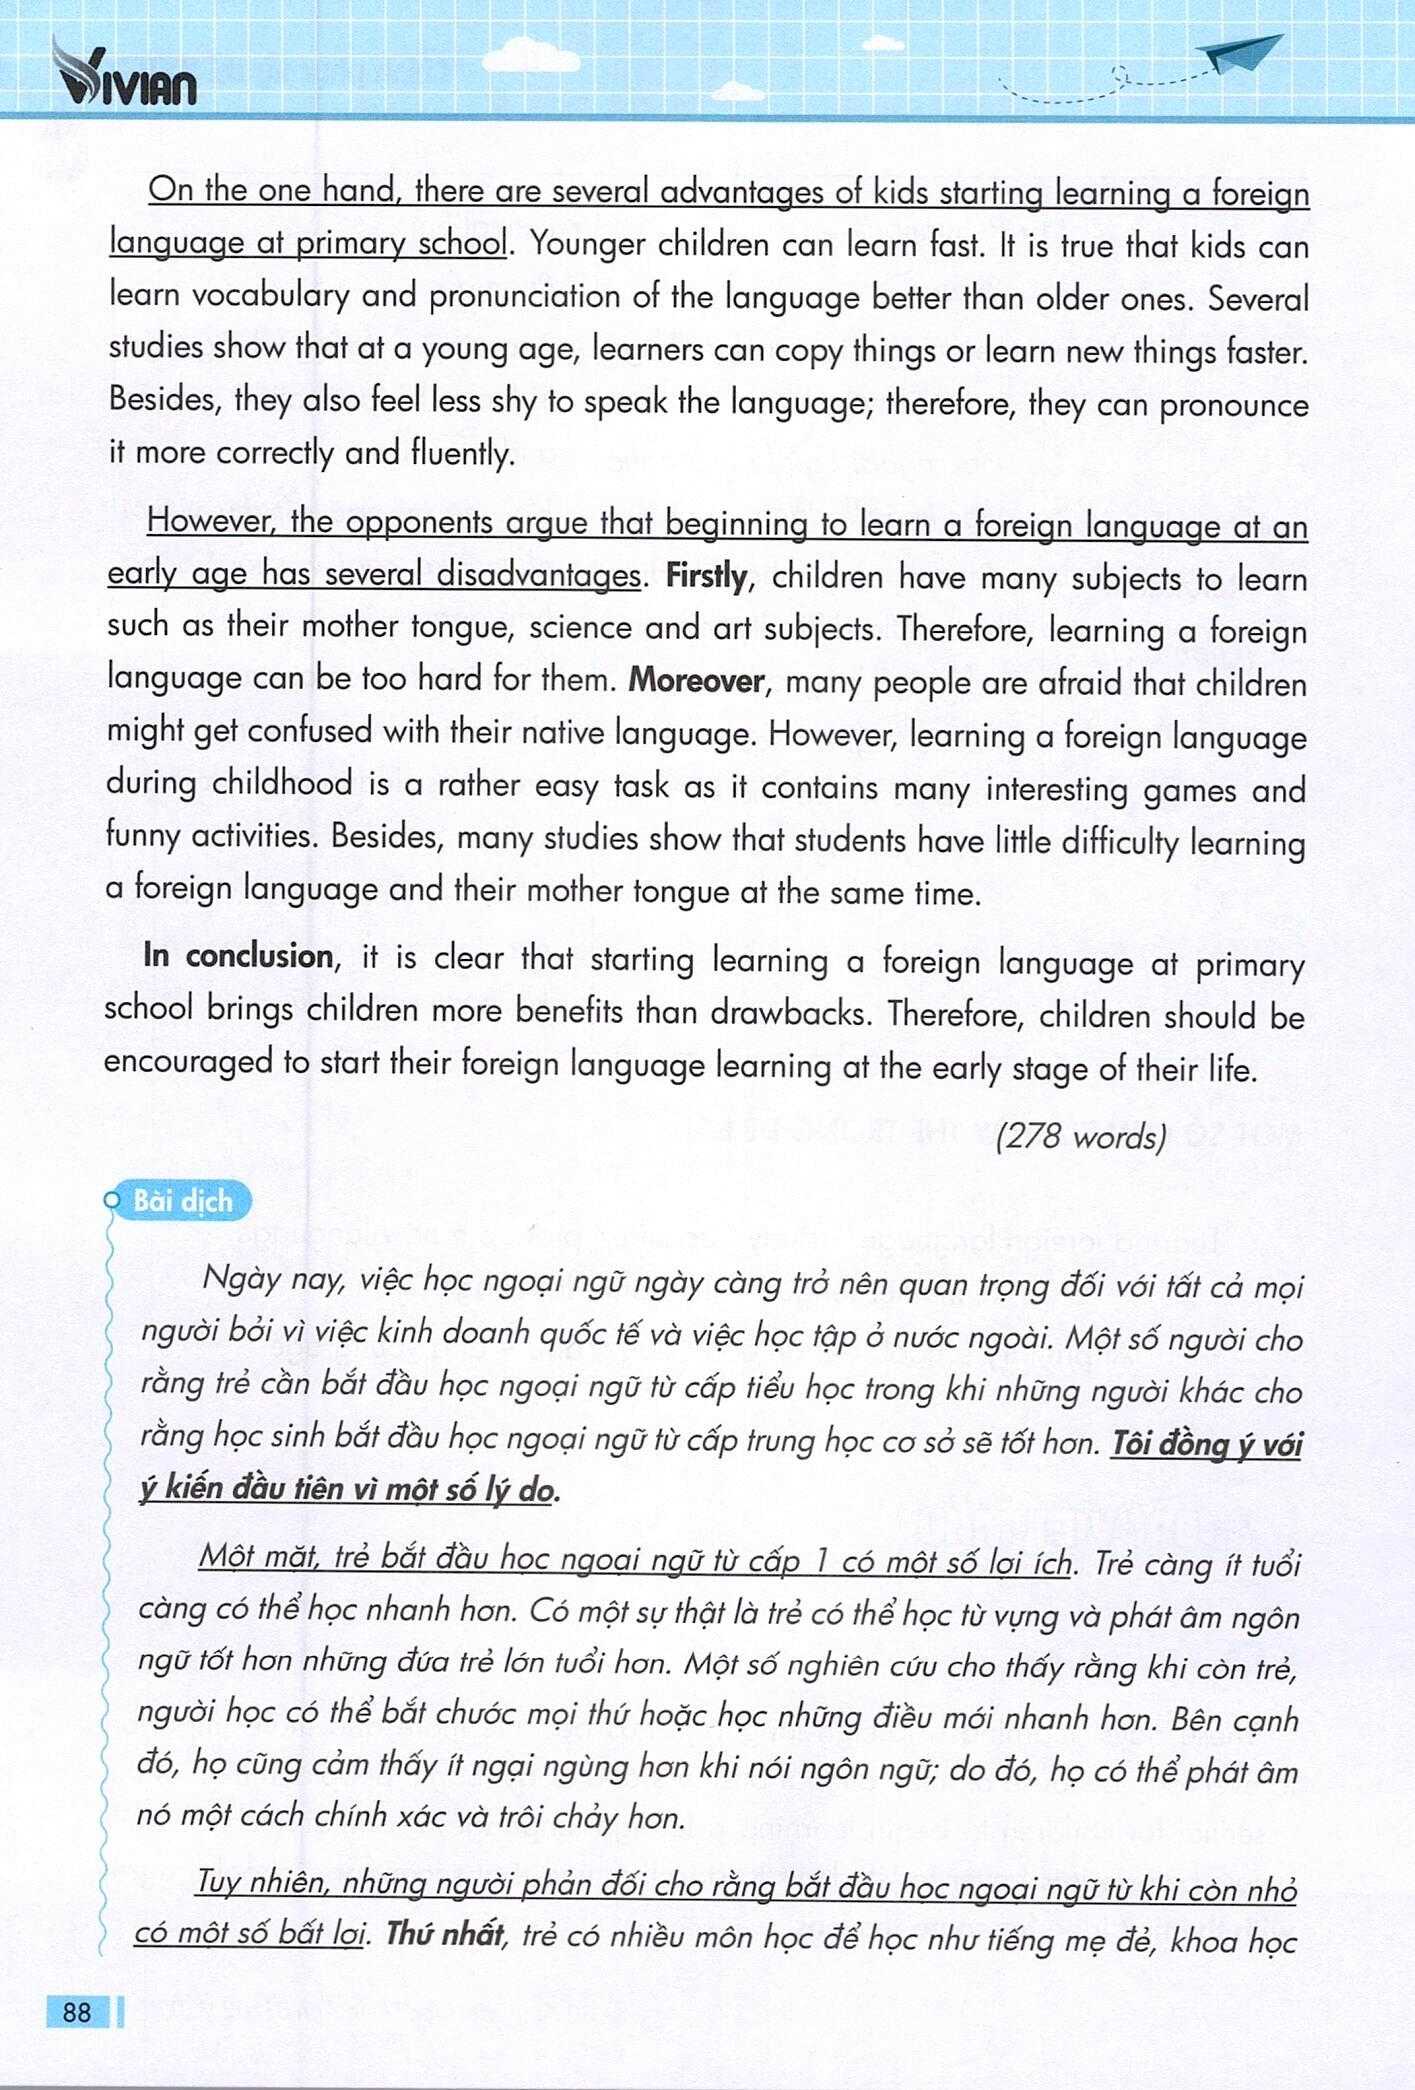 VIVIAN
On the one hand, there are several advantages of kids starting learning a foreign
language at primary school. Younger children can learn fast. It is true that kids can
learn vocabulary and pronunciation of the language better than older ones. Several
studies show that at a young age, learners can copy things or learn new things faster.
Besides, they also feel less shy to speak the language; therefore, they can pronounce
it more correctly and fluently.
However, the opponents argue that beginning to learn a foreign language at an
early age has several disadvantages. Firstly, children have many subjects to learn
such as their mother tongue, science and art subjects. Therefore, learning a foreign
language can be too hard for them. Moreover, many people are afraid that children
might get confused with their native language. However, learning a foreign language
during childhood is a rather easy task as it contains many interesting games and
funny activities. Besides, many studies show that students have little difficulty learning
a foreign language and their mother tongue at the same time.
In conclusion, it is clear that starting learning a foreign language at primary
school brings children more benefits than drawbacks. Therefore, children should be
encouraged to start their foreign language learning at the early stage of their life.
(278 words)
Bài dịch
Ngày nay, việc học ngoại ngữ ngày càng trở nên quan trọng đối với tất cả mọi
người bởi vì việc kinh doanh quốc tế và việc học tập ở nước ngoài. Một số người cho
rằng trẻ cần bắt đầu học ngoại ngữ từ cấp tiểu học trong khi những người khác cho
rằng học sinh bắt đầu học ngoại ngữ từ cấp trung học cơ sở sẽ tốt hơn. Tôi đồng ý với
ý kiến đầu tiên vì một số lý do.
Một mặt, trẻ bắt đầu học ngoại ngữ từ cấp 1 có một số lợi ích. Trẻ càng ít tuổi
càng có thể học nhanh hơn. Có một sự thật là trẻ có thể học từ vựng và phát âm ngôn
ngữ tốt hơn những đứa trẻ lớn tuổi hơn. Một số nghiên cứu cho thấy rằng khi còn trẻ,
người học có thể bắt chước mọi thứ hoặc học những điều mới nhanh hơn. Bên cạnh
đó, họ cũng cảm thấy ít ngại ngùng hơn khi nói ngôn ngữ; do đó, họ có thể phát âm
nó một cách chính xác và trôi chảy hơn.
Tuy nhiên, những người phản đối cho rằng bắt đầu học ngoại ngữ từ khi còn nhỏ
có một số bất lợi. Thứ nhất, trẻ có nhiều môn học để học như tiếng mẹ đẻ, khoa học
88